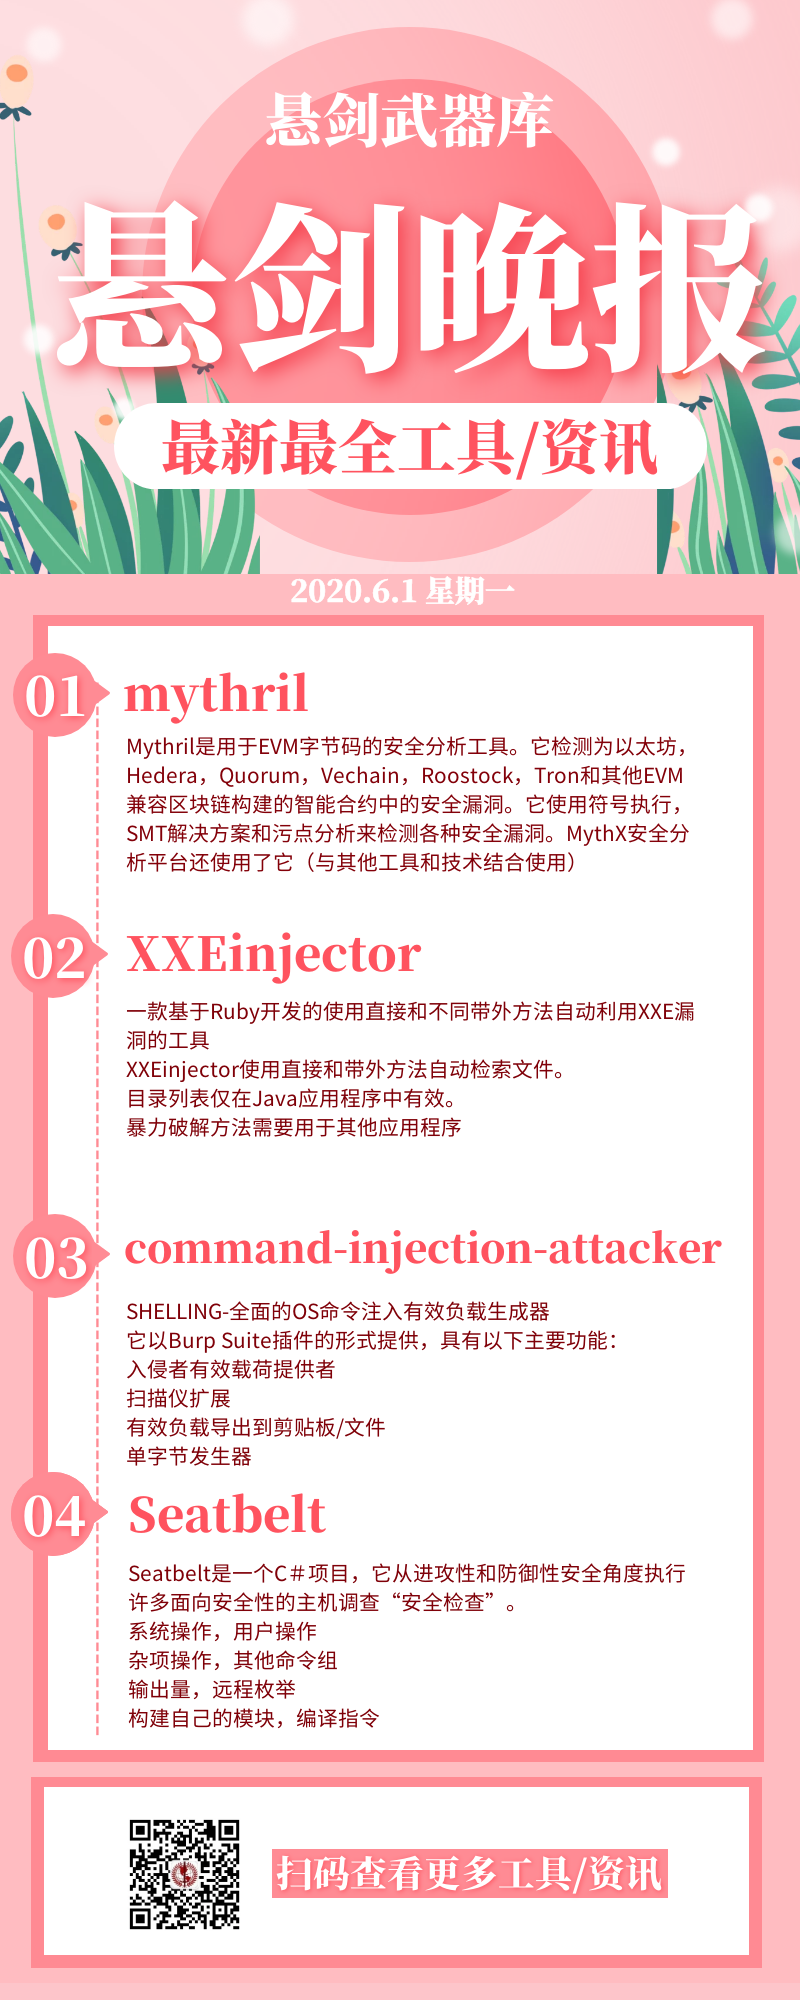 悬剑武器库
悬剑晚报
最新最全工具/资讯
2020.6.1 星期一
01
mythril
Mythril是用于EVM字节码的安全分析工具。它检测为以太坊，
Hedera，Quorum，Vechain，Roostock，Tron和其他EVM
兼容区块链构建的智能合约中的安全漏洞。它使用符号执行，
SMT解决方案和污点分析来检测各种安全漏洞。MythX安全分
析平台还使用了它（与其他工具和技术结合使用）
02
XXEinjector
一款基于Ruby开发的使用直接和不同带外方法自动利用XXE漏
洞的工具
XXEinjector使用直接和带外方法自动检索文件。
目录列表仅在Java应用程序中有效。
暴力破解方法需要用于其他应用程序
03
command-injection-attacker
SHELLING-全面的OS命令注入有效负载生成器
它以Burp Suite插件的形式提供，具有以下主要功能：
入侵者有效载荷提供者
扫描仪扩展
有效负载导出到剪贴板/文件
单字节发生器
04
Seatbelt
Seatbelt是一个C＃项目，它从进攻性和防御性安全角度执行
许多面向安全性的主机调查“安全检查”。
系统操作，用户操作
杂项操作，其他命令组
输出量，远程枚举
构建自己的模块，编译指令
扫码查看更多工具/资讯